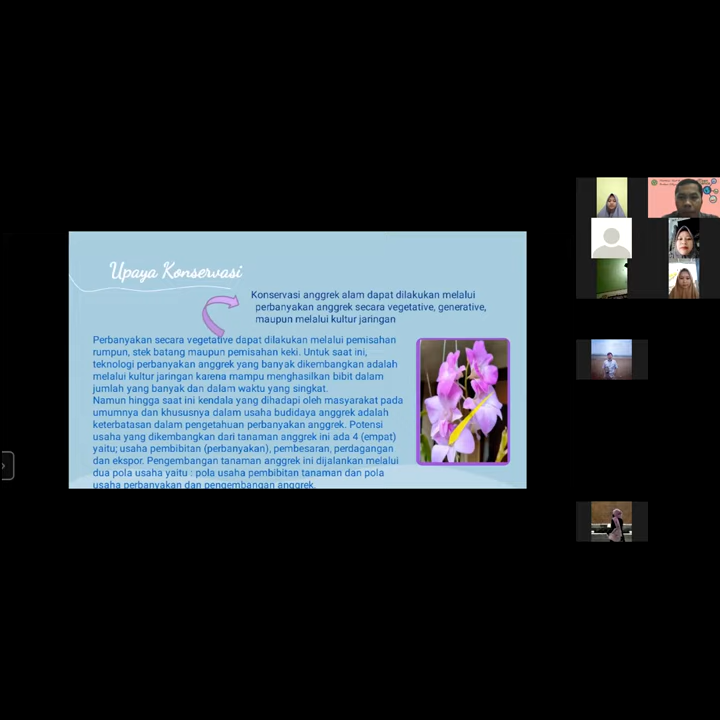 Upaya Konservasi
Konservasi anggrek alam dapat dilakukan melalui
perbanyakan anggrek secara vegetative, generative,
maupun melalui kultur jaringan
Perbanyakan secara vegetative dapat dilakukan melalui pemisahan
rumpun, stek batang maupun pemisahan keki. Untuk saat ini,
teknologi perbanyakan anggrek yang banyak dikembangkan adalah
melalui kultur jaringan karena mampu menghasilkan bibit dalam
jumlah yang banyak dan dalam waktu yang singkat.
Namun hingga saat ini kendala yang dihadapi oleh masyarakat pada
umumnya dan khususnya dalam usaha budidaya anggrek adalah
keterbatasan dalam pengetahuan perbanyakan anggrek. Potensi
usaha yang dikembangkan dari tanaman anggrek ini ada 4 (empat)
yaitu; usaha pembibitan (perbanyakan), pembesaran, perdagangan
dan ekspor. Pengembangan tanaman anggrek ini dijalankan melalui
dua pola usaha yaitu : pola usaha pembibitan tanaman dan pola
usaha perbanyakan dan pengembangan anggrek.